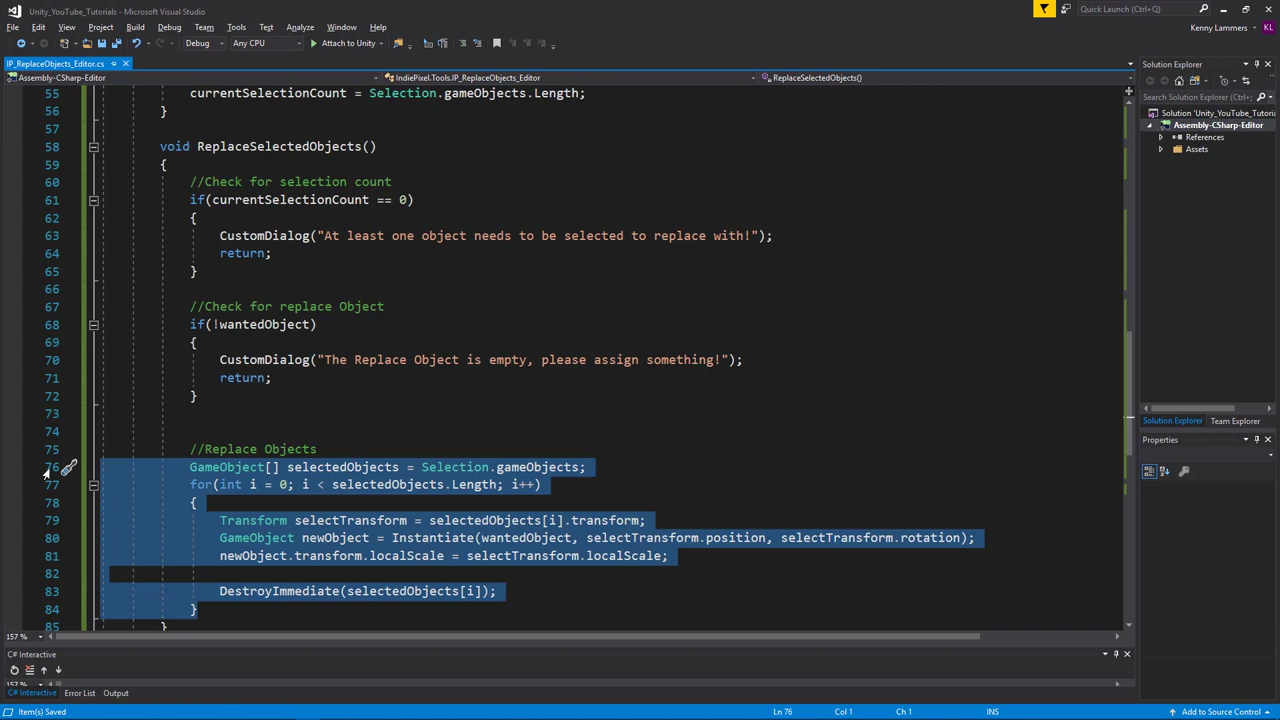 Unity_YouTube_Tutorials - Microsoft Visual Studio
Quick Launch (Ctrl+Q)
File Edit View Project Build Debug Team Tools Test Analyze Window Help
Kenny Lammers KL
Debug Any CPU Attach to Unity
IP_ReplaceObjects_Editor.cs
Assembly-CSharp-Editor IndiePixel.Tools.IP_ReplaceObjects_Editor ReplaceSelectedObjects()
55 currentSelectionCount = Selection.gameObjects.Length;
56 }
57
58 void ReplaceSelectedObjects()
59 {
60 //Check for selection count
61 if(currentSelectionCount == 0)
62 {
63 CustomDialog("At least one object needs to be selected to replace with!");
64 return;
65 }
66
67 //Check for replace Object
68 if(!wantedObject)
69 {
70 CustomDialog("The Replace Object is empty, please assign something!");
71 return;
72 }
73
74
75 //Replace Objects
76 GameObject[] selectedObjects = Selection.gameObjects;
77 for(int i = 0; i < selectedObjects.Length; i++)
78 {
79 Transform selectTransform = selectedObjects[i].transform;
80 GameObject newObject = Instantiate(wantedObject, selectTransform.position, selectTransform.rotation);
81 newObject.transform.localScale = selectTransform.localScale;
82
83 DestroyImmediate(selectedObjects[i]);
84 }
85 }
157 %
C# Interactive
157 %
C# Interactive Error List Output
Item(s) Saved Ln 76 Col 1 Ch 1 INS Add to Source Control
Solution Explorer
Search Solution Explorer (Ctrl+
Solution 'Unity_YouTube_Tutoria
Assembly-CSharp-Editor
References
Assets
Solution Explorer Team Explorer
Properties